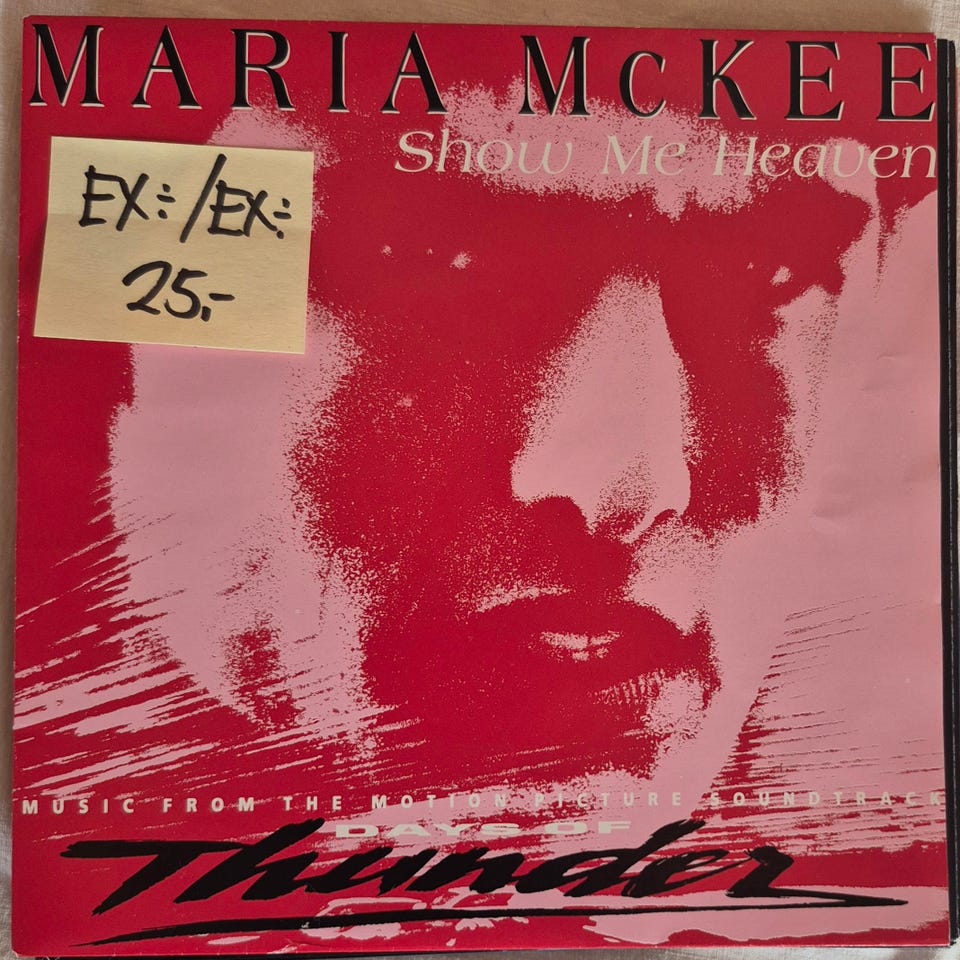 MARIA McKEE
Show Me Heaven
EX÷/EX÷
25,-
MUSIC FROM THE MOTION PICTURE SOUNDTRACK
DAYS OF
Thunder